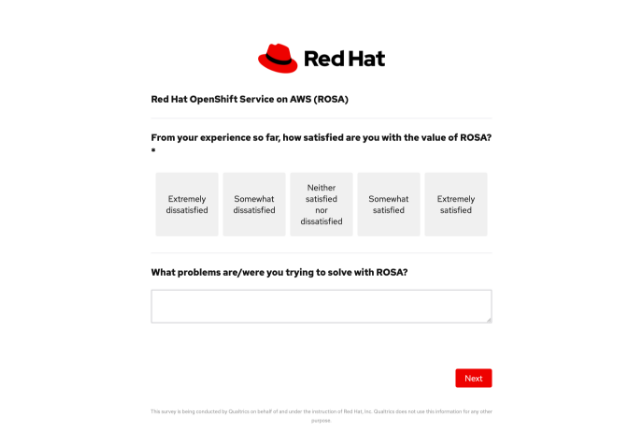 Red Hat
Red Hat OpenShift Service on AWS (ROSA)
From your experience so far, how satisfied are you with the value of ROSA?
*
Extremely
dissatisfied
Somewhat
dissatisfied
Neither
satisfied
nor
dissatisfied
Somewhat
satisfied
Extremely
satisfied
What problems are/were you trying to solve with ROSA?
Next
This survey is being conducted by Qualtrics on behalf of and under the instruction of Red Hat, Inc. Qualtrics does not use this information for any other
purpose.